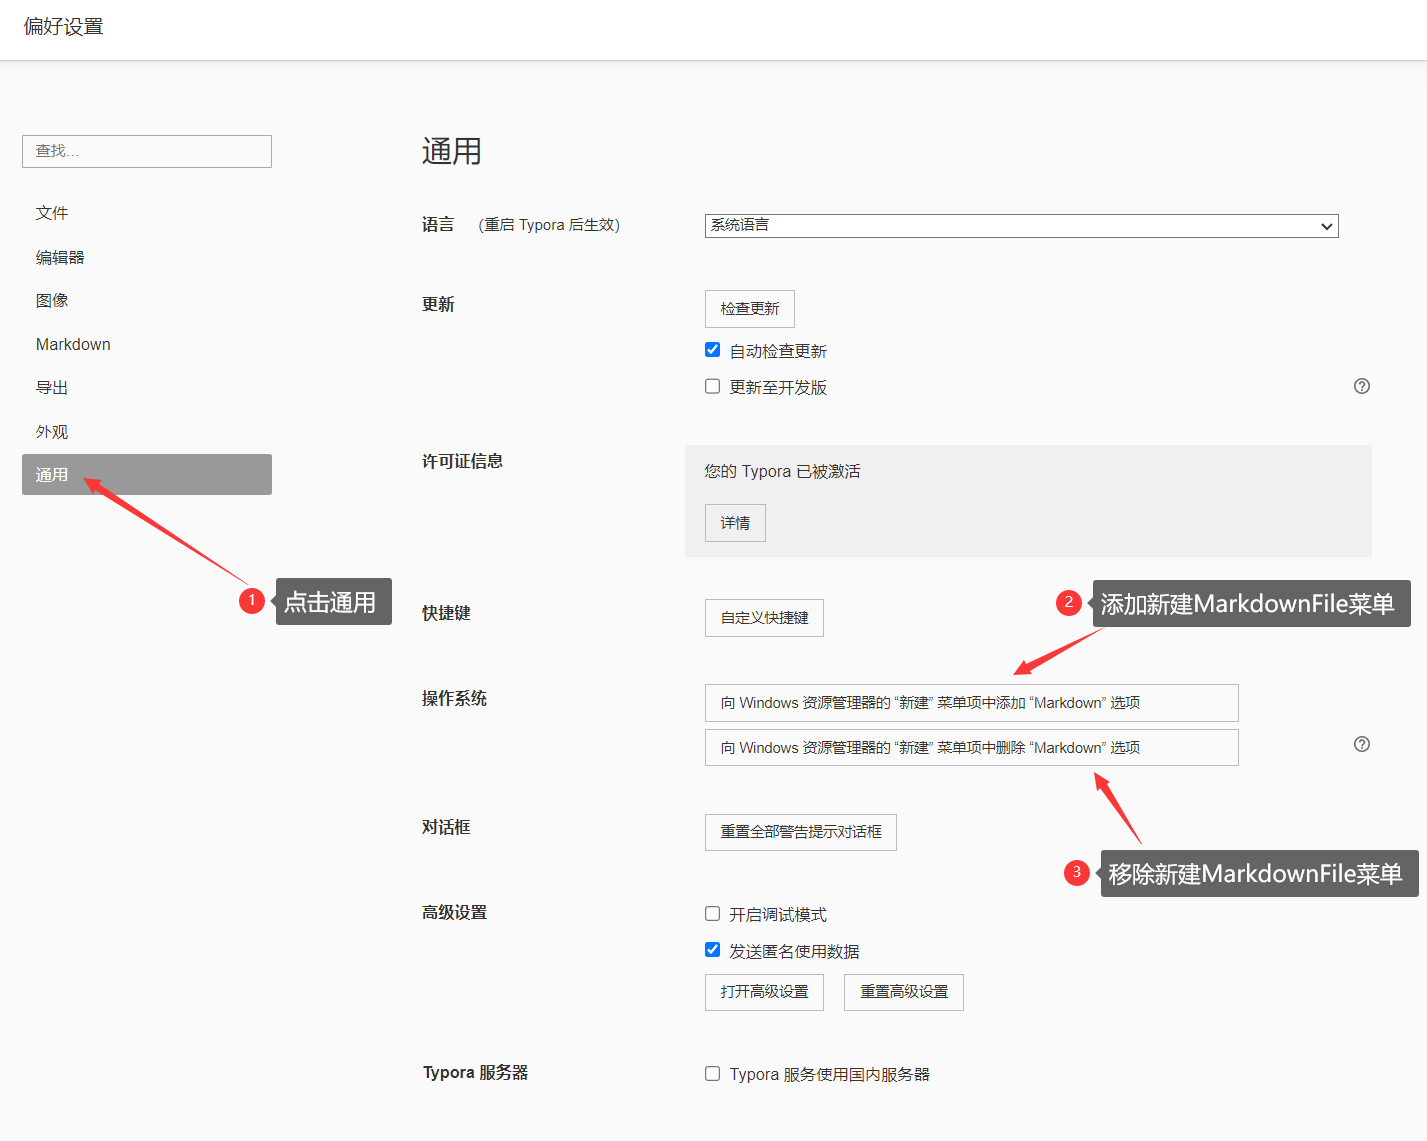 偏好设置
查找...
文件
编辑器
图像
Markdown
导出
外观
通用
1 点击通用
通用
语言 (重启 Typora 后生效) 系统语言
更新 检查更新
自动检查更新
更新至开发版
许可证信息 您的 Typora 已被激活
详情
2 添加新建MarkdownFile菜单
快捷键 自定义快捷键
操作系统 向 Windows 资源管理器的 “新建” 菜单项中添加 “Markdown” 选项
向 Windows 资源管理器的 “新建” 菜单项中删除 “Markdown” 选项
对话框 重置全部警告提示对话框
3 移除新建MarkdownFile菜单
高级设置 开启调试模式
发送匿名使用数据
打开高级设置 重置高级设置
Typora 服务器 Typora 服务使用国内服务器